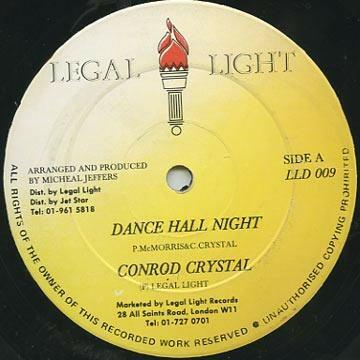 LEGAL LIGHT
ARRANGED AND PRODUCED
BY MICHEAL JEFFERS
Dist. by Legal Light
Dist. by Jet Star
Tel: 01-961 5818
SIDE A
LLD 009
DANCE HALL NIGHT
P.McMORRIS&C.CRYSTAL
CONROD CRYSTAL
LEGAL LIGHT
Marketed by Legal Light Records
28 All Saints Road, London W11
Tel: 01-727 0701
ALL RIGHTS OF THE OWNER OF THIS RECORDED WORK RESERVED • UNAUTHORISED COPYING PROHIBITED